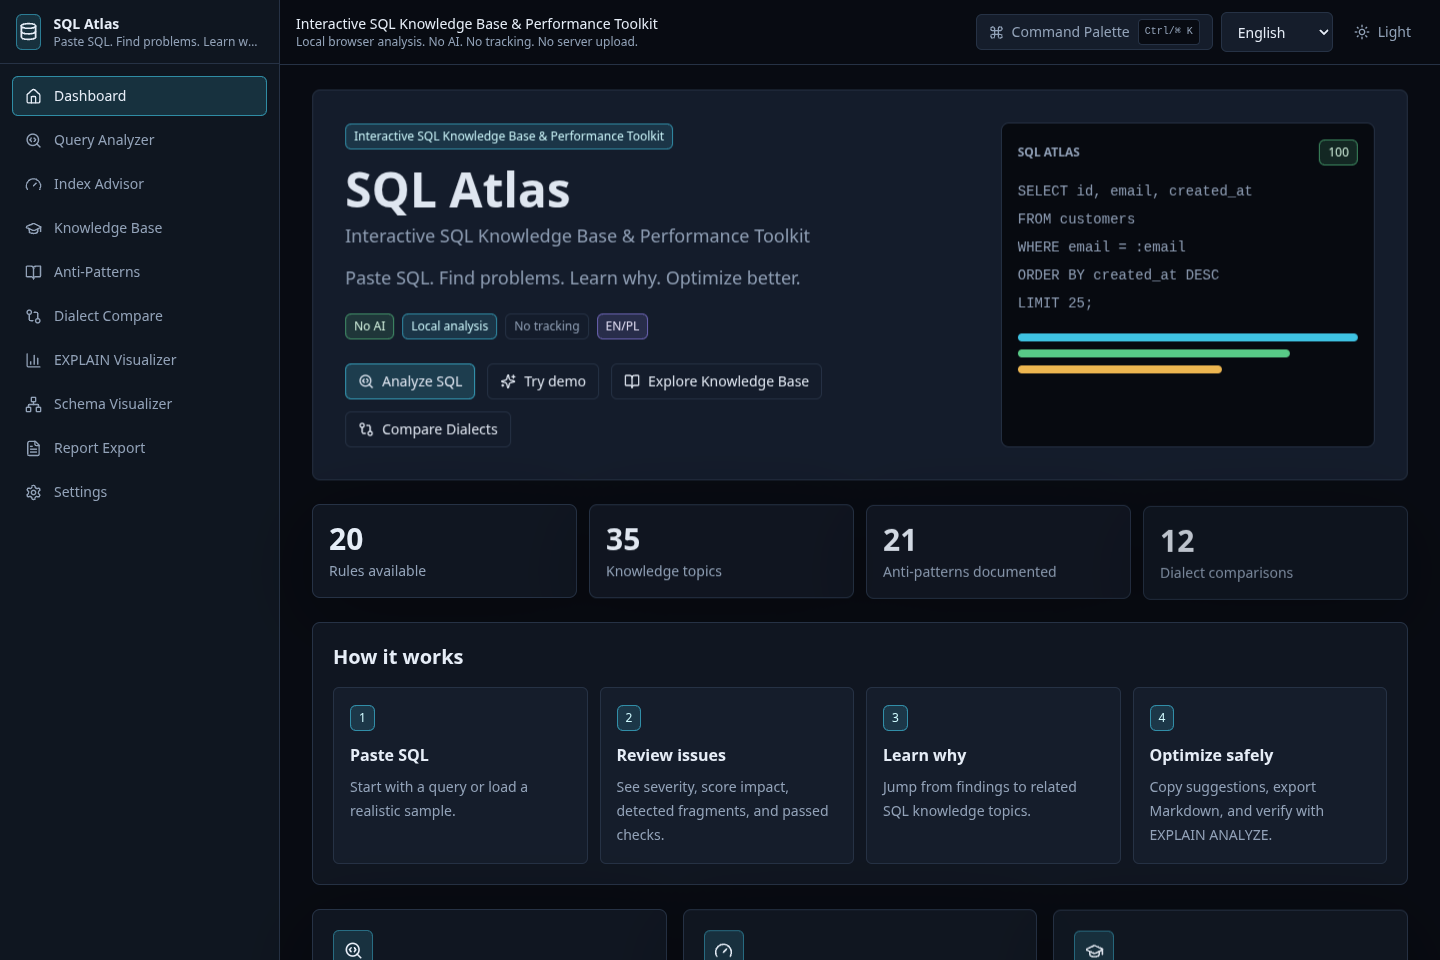 SQL Atlas
Paste SQL. Find problems. Learn w...
Interactive SQL Knowledge Base & Performance Toolkit
Local browser analysis. No AI. No tracking. No server upload.
Command Palette
Ctrl/⌘ K
English
Light
Dashboard
Query Analyzer
Index Advisor
Knowledge Base
Anti-Patterns
Dialect Compare
EXPLAIN Visualizer
Schema Visualizer
Report Export
Settings
Interactive SQL Knowledge Base & Performance Toolkit
SQL Atlas
Interactive SQL Knowledge Base & Performance Toolkit
Paste SQL. Find problems. Learn why. Optimize better.
No AI
Local analysis
No tracking
EN/PL
Analyze SQL
Try demo
Explore Knowledge Base
Compare Dialects
SQL ATLAS
100
SELECT id, email, created_at
FROM customers
WHERE email = :email
ORDER BY created_at DESC
LIMIT 25;
20
Rules available
35
Knowledge topics
21
Anti-patterns documented
12
Dialect comparisons
How it works
1
Paste SQL
Start with a query or load a
realistic sample.
2
Review issues
See severity, score impact,
detected fragments, and passed
checks.
3
Learn why
Jump from findings to related
SQL knowledge topics.
4
Optimize safely
Copy suggestions, export
Markdown, and verify with
EXPLAIN ANALYZE.